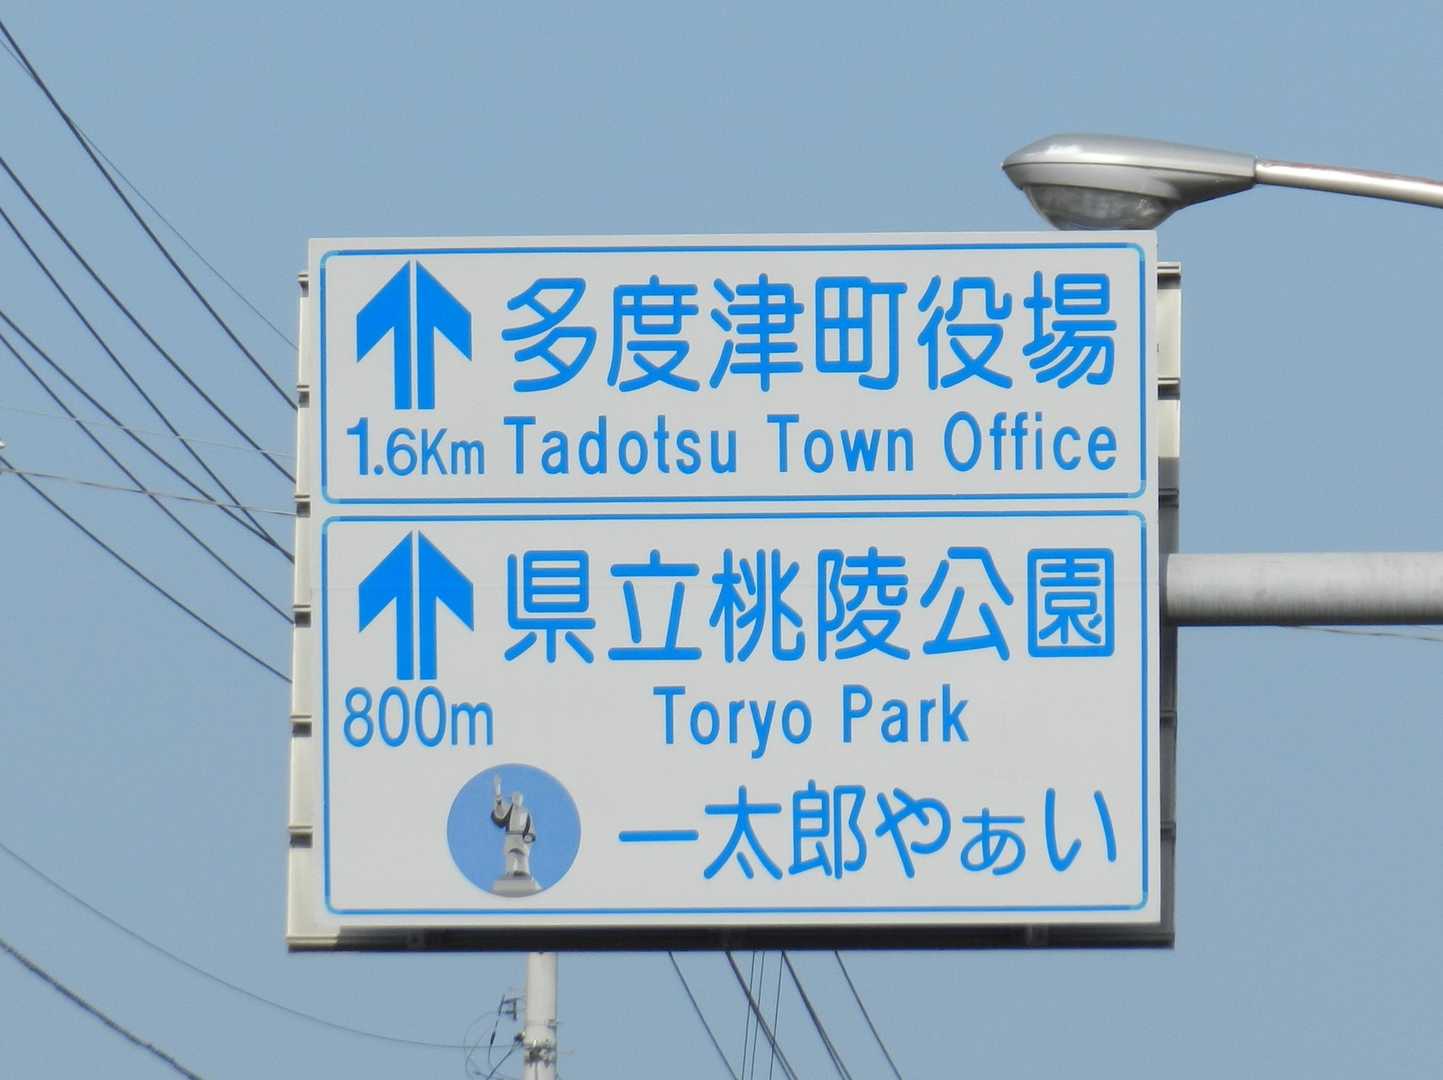 多度津町役場
1.6Km Tadotsu Town Office
県立桃陵公園
800m Toryo Park
一太郎やぁい